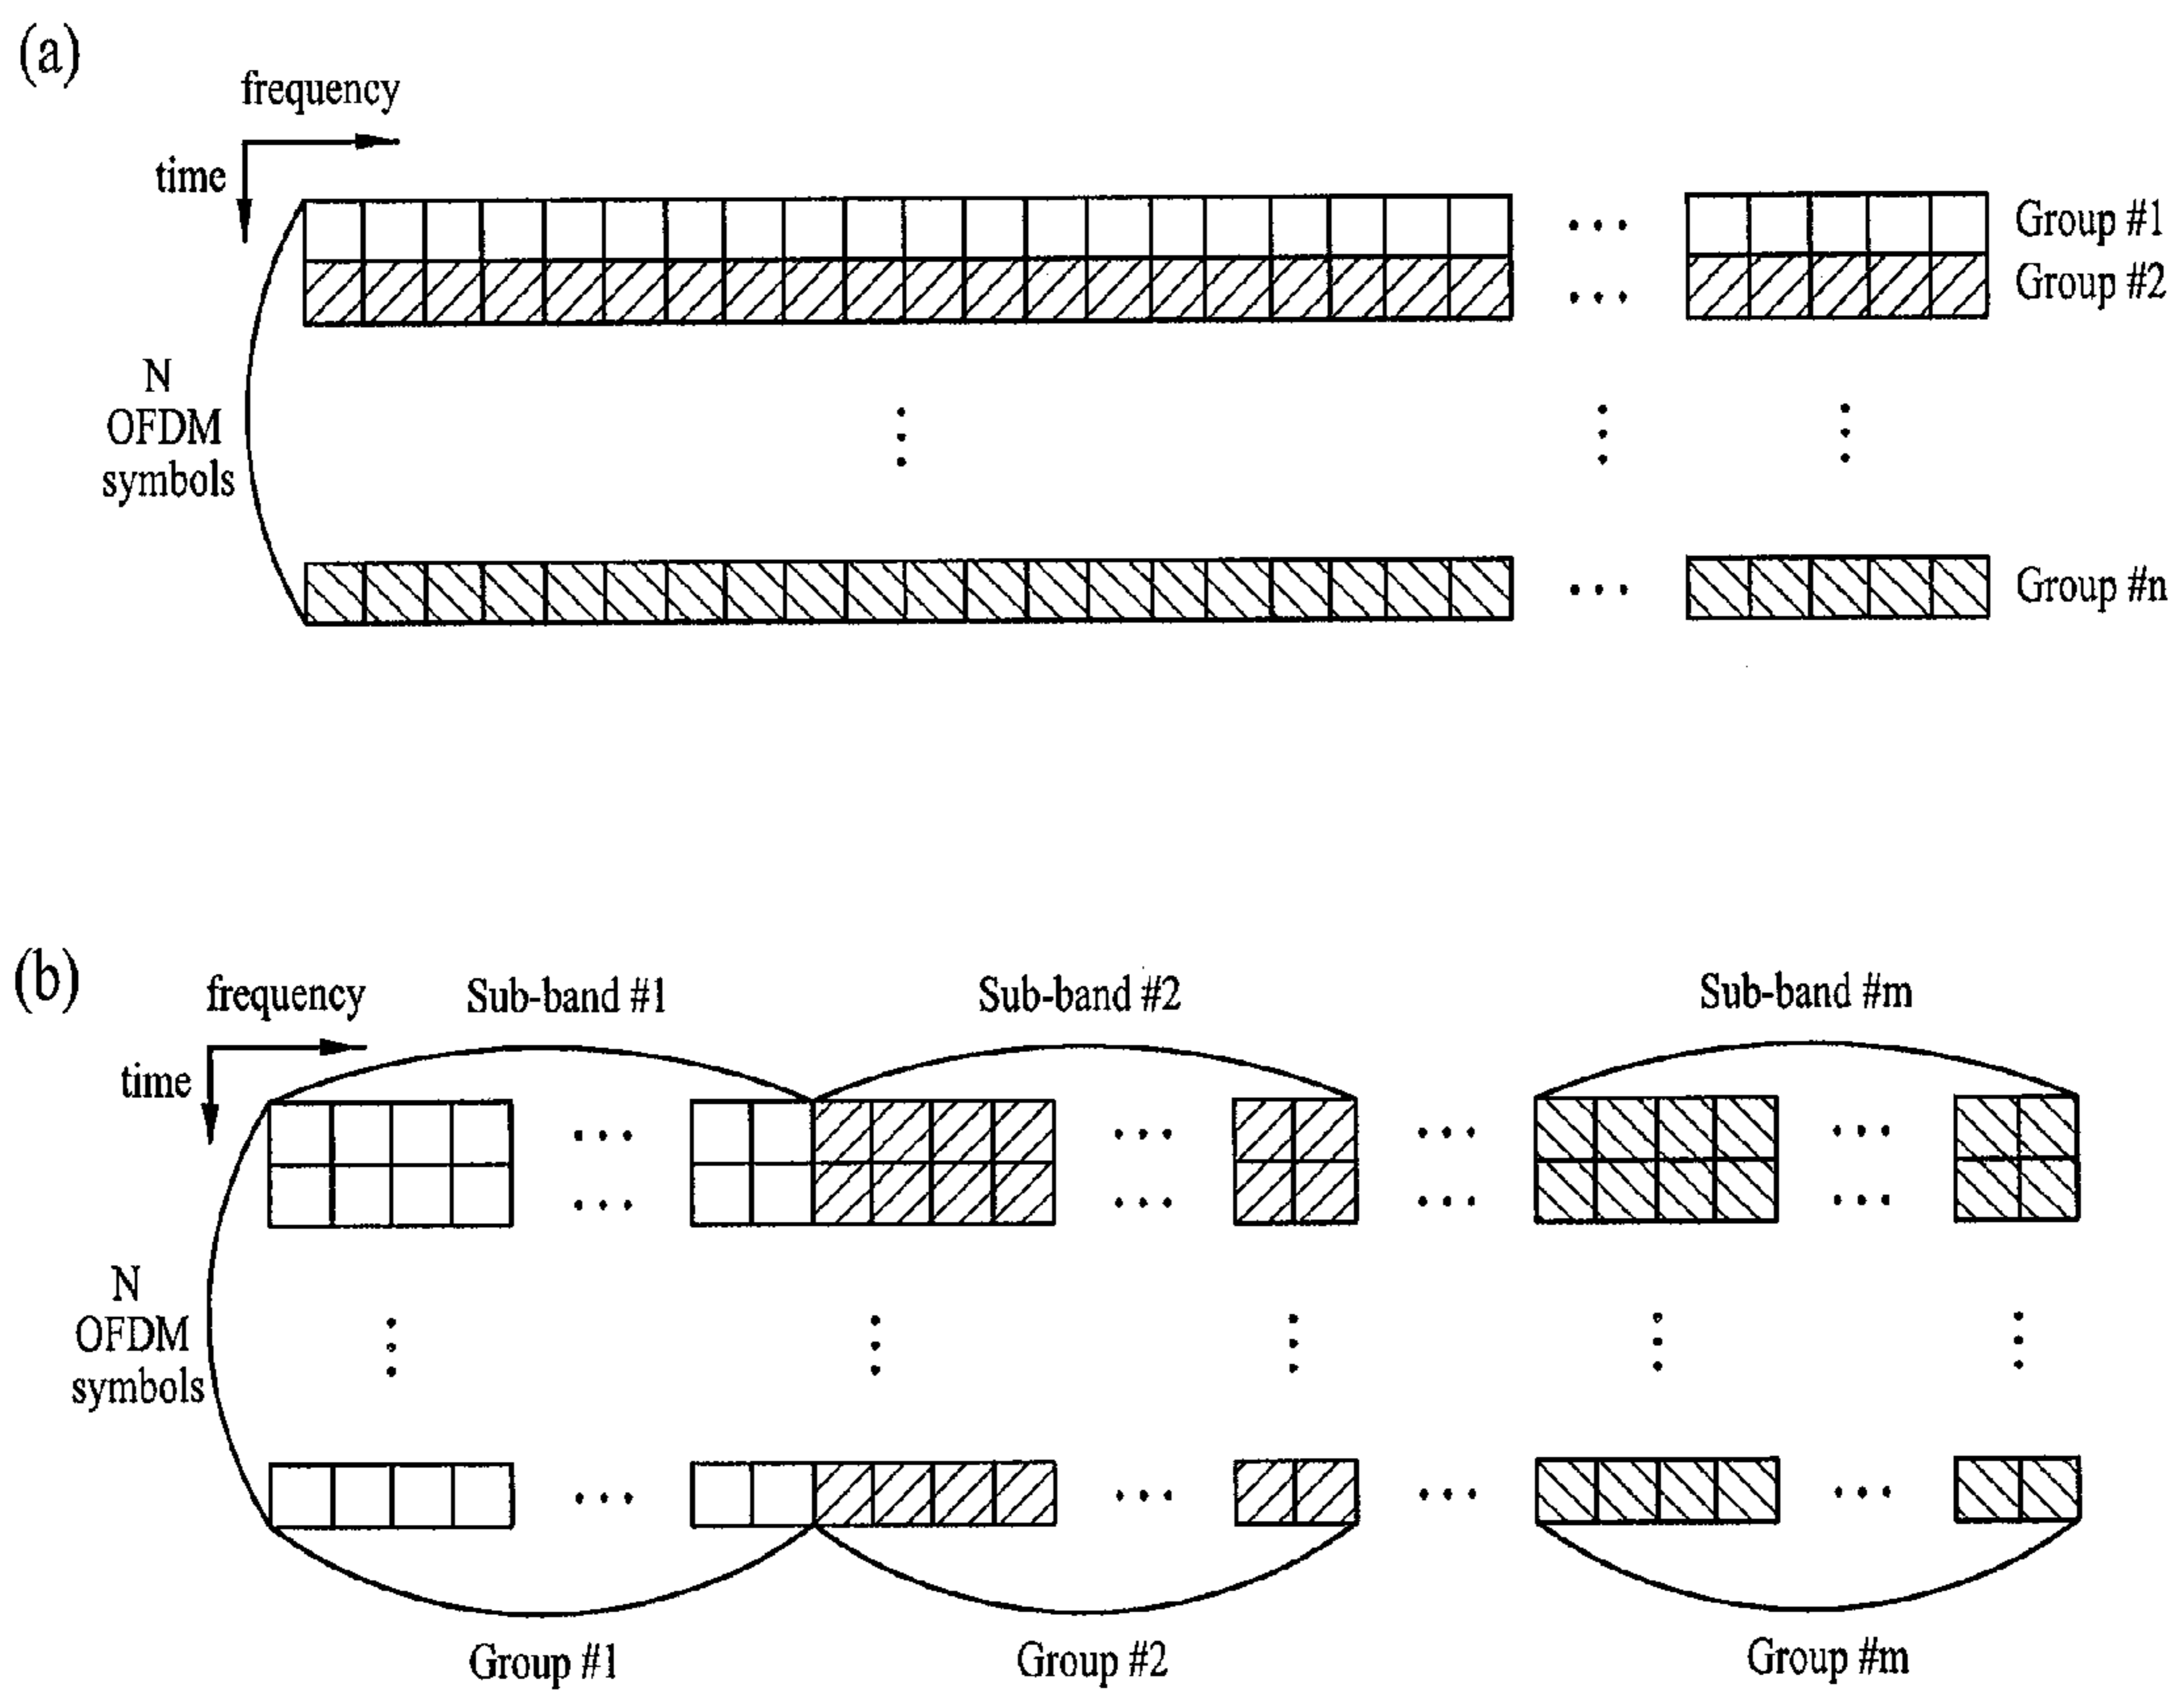 (a)
frequency
time
Group #1
Group #2
N
OFDM
symbols
Group #n
(b)
frequency
Sub-band #1
Sub-band #2
Sub-band #m
time
N
OFDM
symbols
Group #1
Group #2
Group #m